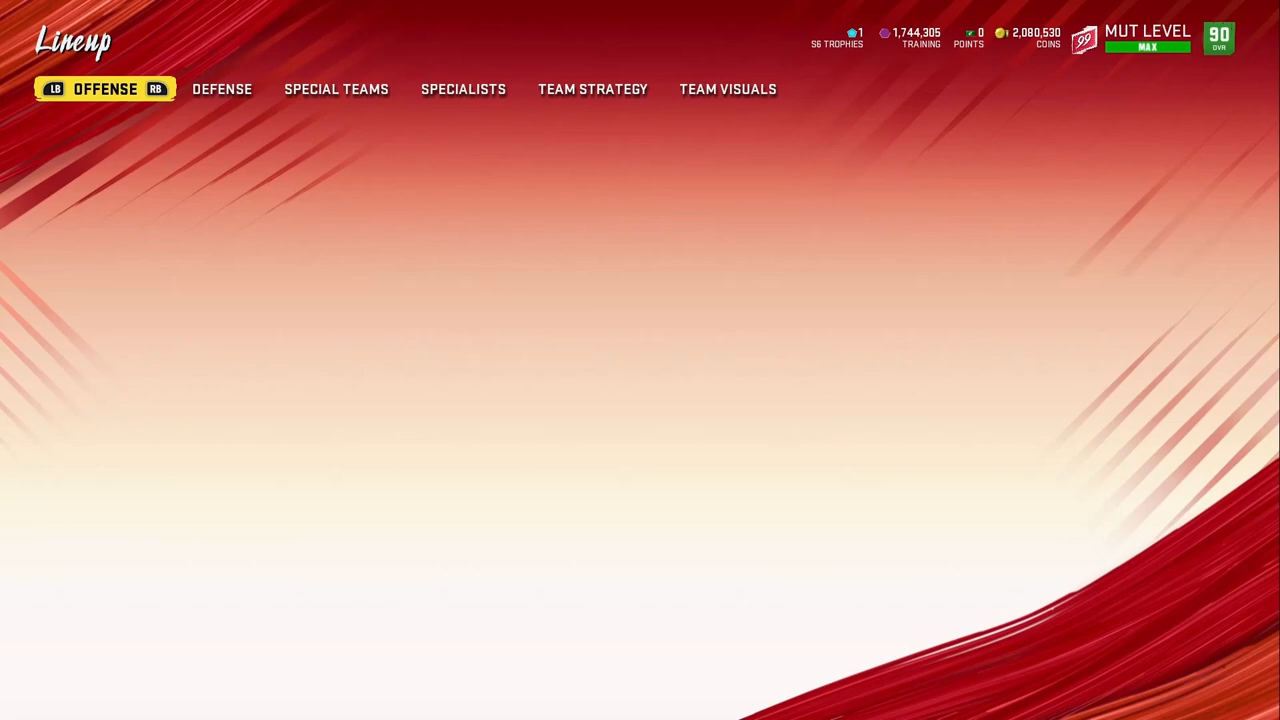 Lineup
1
S6 TROPHIES
1,744,305
TRAINING
0
POINTS
2,080,530
COINS
99
MUT LEVEL
MAX
90
OVR
LB OFFENSE RB DEFENSE SPECIAL TEAMS SPECIALISTS TEAM STRATEGY TEAM VISUALS